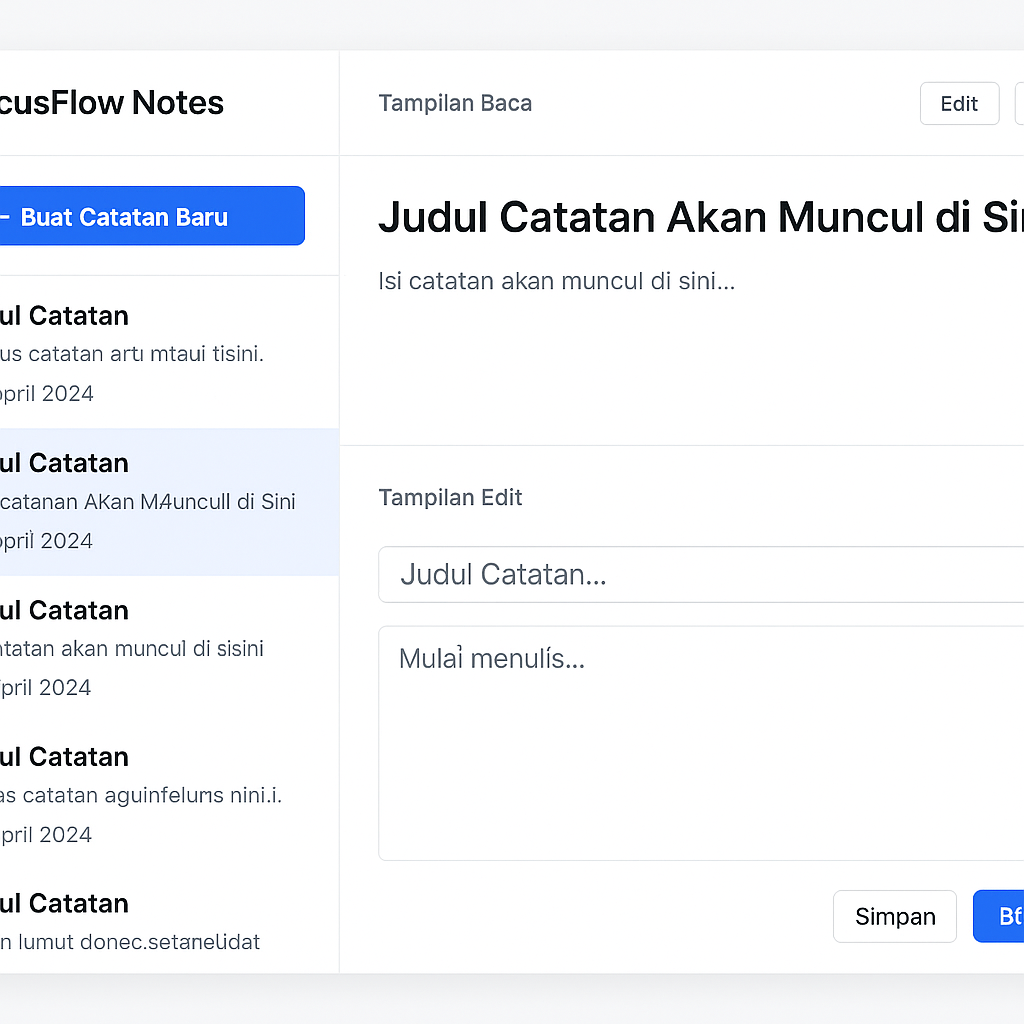 cusFlow Notes
Buat Catatan Baru
ul Catatan
us catatan artı mtaui tisini.
pril 2024
ul Catatan
catanan AKan M4uncull di Sini
pril 2024
ul Catatan
ntatan akan muncul di sisini
pril 2024
ul Catatan
as catatan aguinfelums nini.i.
pril 2024
ul Catatan
n lumut donec.setanelidat
Tampilan Baca
Edit
Judul Catatan Akan Muncul di Si
Isi catatan akan muncul di sini...
Tampilan Edit
Judul Catatan...
Mulai menulís...
Simpan
Bf